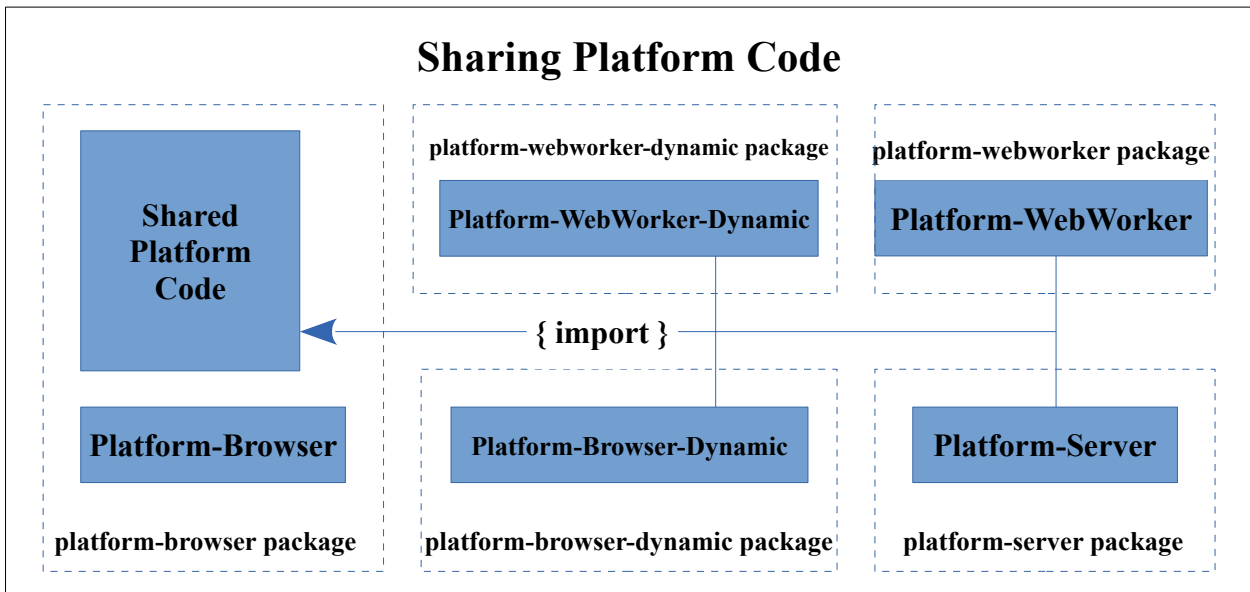 Sharing Platform Code
Shared
Platform
Code
Platform-Browser
platform-browser package
platform-webworker-dynamic package
Platform-WebWorker-Dynamic
platform-webworker package
Platform-WebWorker
{ import }
Platform-Browser-Dynamic
platform-browser-dynamic package
Platform-Server
platform-server package